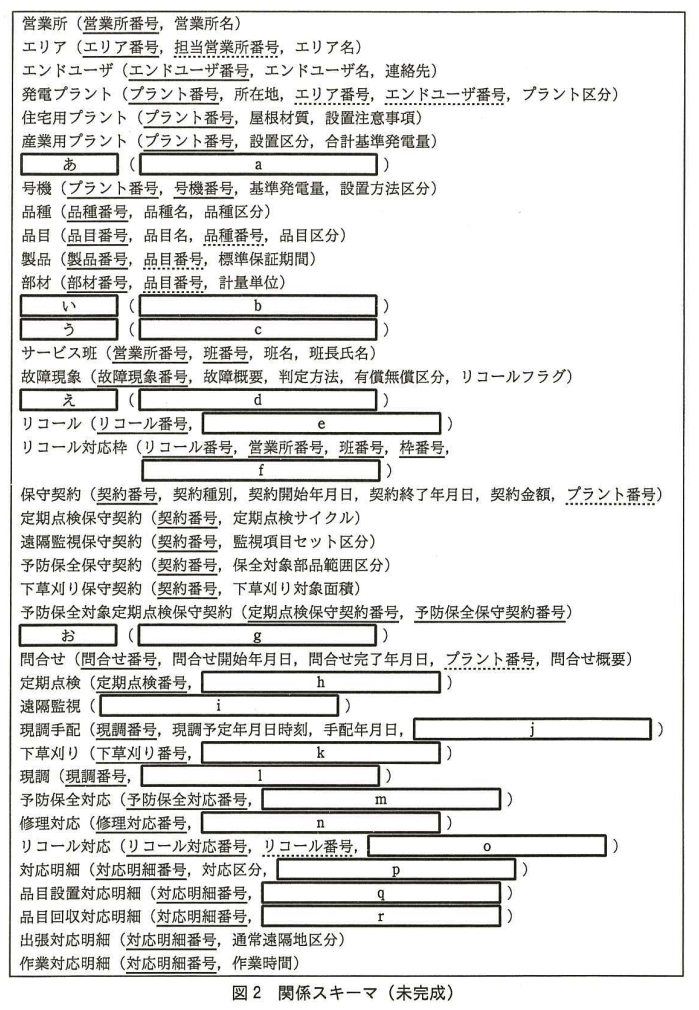 営業所（営業所番号，営業所名）
エリア（エリア番号，担当営業所番号，エリア名）
エンドユーザ（エンドユーザ番号，エンドユーザ名，連絡先）
発電プラント（プラント番号，所在地，エリア番号，エンドユーザ番号，プラント区分）
住宅用プラント（プラント番号，屋根材質，設置注意事項）
産業用プラント（プラント番号，設置区分，合計基準発電量）
あ（a）
号機（プラント番号，号機番号，基準発電量，設置方法区分）
品種（品種番号，品種名，品種区分）
品目（品目番号，品目名，品種番号，品目区分）
製品（製品番号，品目番号，標準保証期間）
部材（部材番号，品目番号，計量単位）
い（b）
う（c）
サービス班（営業所番号，班番号，班名，班長氏名）
故障現象（故障現象番号，故障概要，判定方法，有償無償区分，リコールフラグ）
え（d）
リコール（リコール番号，e）
リコール対応枠（リコール番号，営業所番号，班番号，枠番号，
f）
保守契約（契約番号，契約種別，契約開始年月日，契約終了年月日，契約金額，プラント番号）
定期点検保守契約（契約番号，定期点検サイクル）
遠隔監視保守契約（契約番号，監視項目セット区分）
予防保全保守契約（契約番号，保全対象部品範囲区分）
下草刈り保守契約（契約番号，下草刈り対象面積）
予防保全対象定期点検保守契約（定期点検保守契約番号，予防保全保守契約番号）
お（g）
問合せ（問合せ番号，問合せ開始年月日，問合せ完了年月日，プラント番号，問合せ概要）
定期点検（定期点検番号，h）
遠隔監視（i）
現調手配（現調番号，現調予定年月日時刻，手配年月日，j）
下草刈り（下草刈り番号，k）
現調（現調番号，l）
予防保全対応（予防保全対応番号，m）
修理対応（修理対応番号，n）
リコール対応（リコール対応番号，リコール番号，o）
対応明細（対応明細番号，対応区分，p）
品目設置対応明細（対応明細番号，q）
品目回収対応明細（対応明細番号，r）
出張対応明細（対応明細番号，通常遠隔地区分）
作業対応明細（対応明細番号，作業時間）
図2 関係スキーマ（未完成）